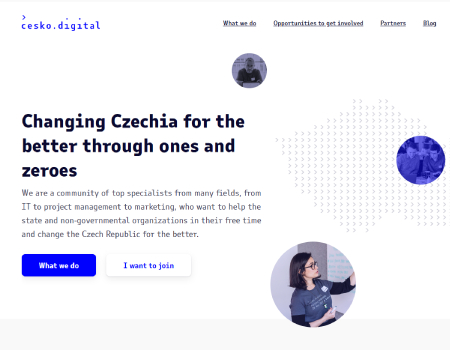 cesko.digital
What we do
Opportunities to get involved
Partners
Blog
Changing Czechia for the
better through ones and
zeroes
We are a community of top specialists from many fields, from
IT to project management to marketing, who want to help the
state and non-governmental organizations in their free time
and change the Czech Republic for the better.
What we do
I want to join